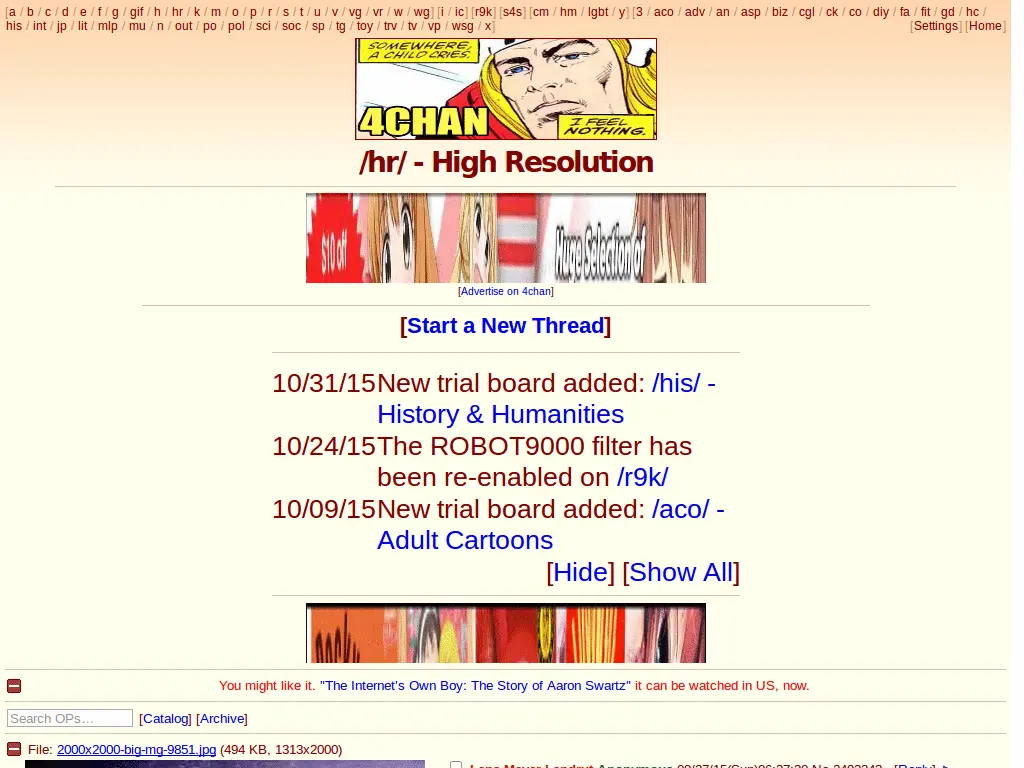 [a / b / c / d / e / f / g / gif / h / hr / k / m / o / p / r / s / t / u / v / vg / vr / w / wg] [i / ic] [r9k] [s4s] [cm / hm / lgbt / y] [3 / aco / adv / an / asp / biz / cgl / ck / co / diy / fa / fit / gd / hc /
his / int / jp / lit / mlp / mu / n / out / po / pol / sci / soc / sp / tg / toy / trv / tv / vp / wsg / x] [Settings] [Home]
SOMEWHERE,
A CHILD CRIES.
4CHAN
I FEEL
NOTHING.
/hr/ - High Resolution
$10 off
Huge Selection of
[Advertise on 4chan]
[Start a New Thread]
10/31/15 New trial board added: /his/ -
History & Humanities
10/24/15 The ROBOT9000 filter has
been re-enabled on /r9k/
10/09/15 New trial board added: /aco/ -
Adult Cartoons
[Hide] [Show All]
You might like it. "The Internet's Own Boy: The Story of Aaron Swartz" it can be watched in US, now.
Search OPs...
[Catalog] [Archive]
File: 2000x2000-big-mg-9851.jpg (494 KB, 1313x2000)